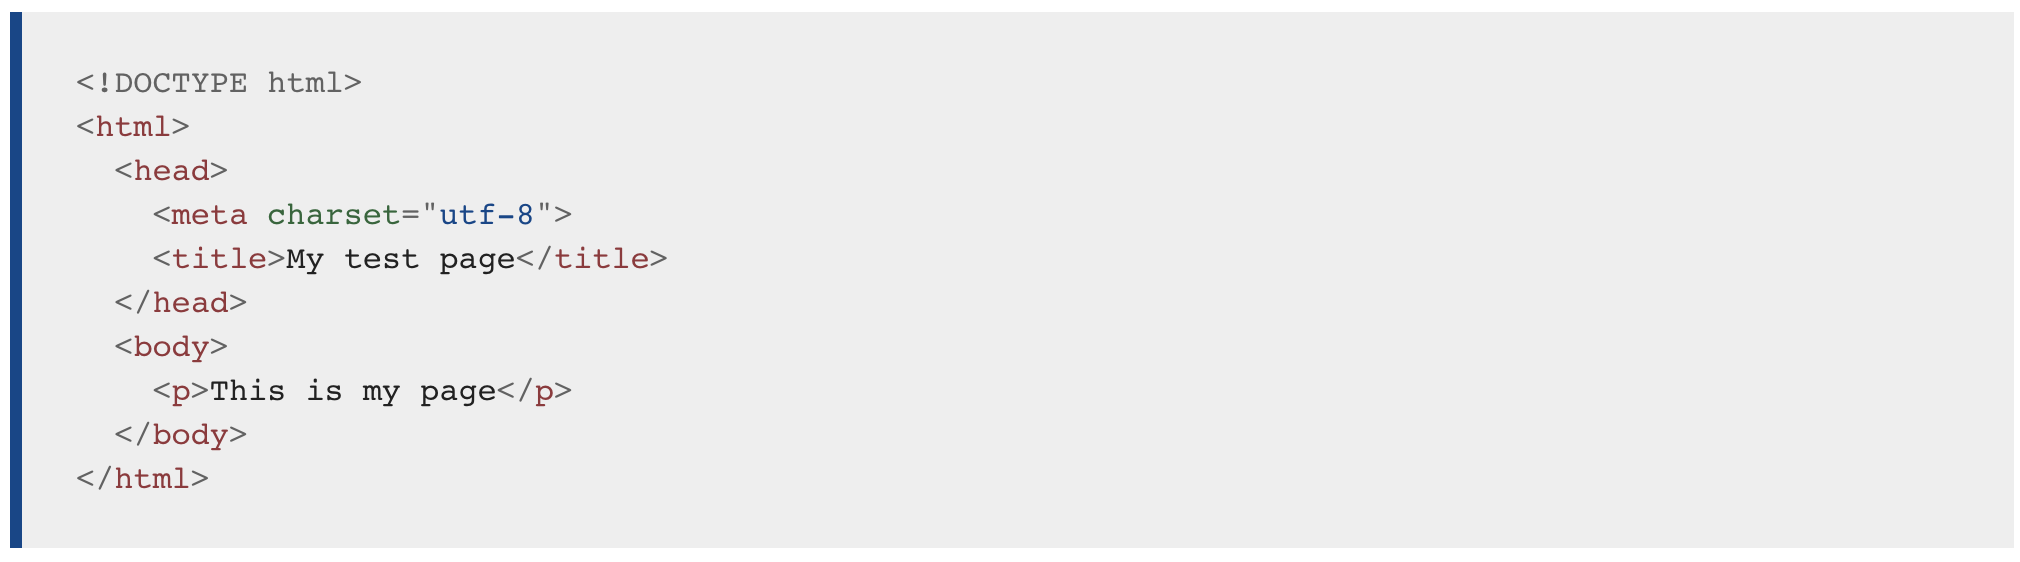 <!DOCTYPE html>
<html>
  <head>
    <meta charset="utf-8">
    <title>My test page</title>
  </head>
  <body>
    <p>This is my page</p>
  </body>
</html>